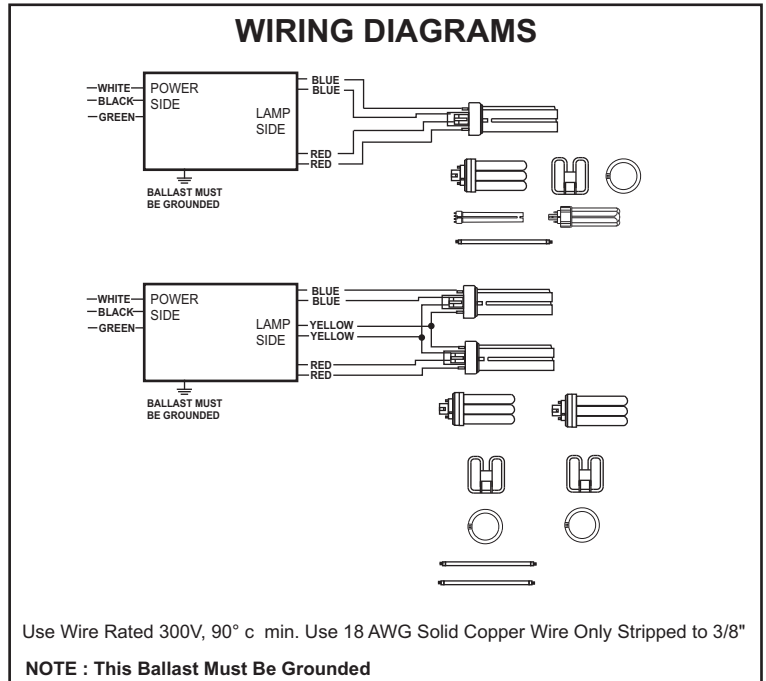 WIRING DIAGRAMS
WHITE
BLACK
GREEN
POWER
SIDE
LAMP
SIDE
BLUE
BLUE
RED
RED
BALLAST MUST
BE GROUNDED
WHITE
BLACK
GREEN
POWER
SIDE
LAMP
SIDE
BLUE
BLUE
YELLOW
YELLOW
RED
RED
BALLAST MUST
BE GROUNDED
Use Wire Rated 300V, 90° c min. Use 18 AWG Solid Copper Wire Only Stripped to 3/8"
NOTE : This Ballast Must Be Grounded